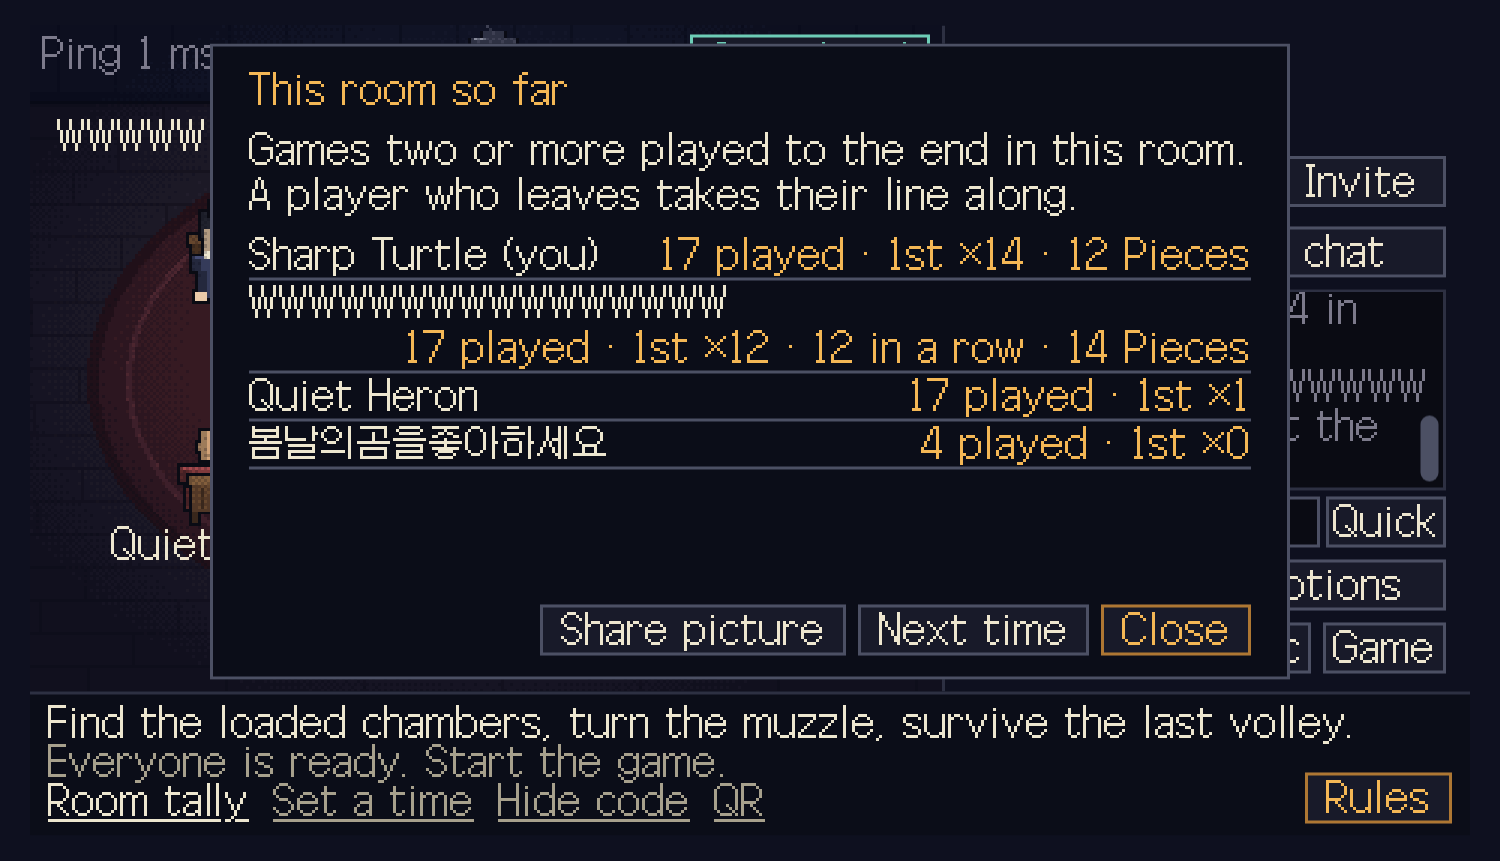 Ping 1 ms
WWWWW
This room so far
Games two or more played to the end in this room.
A player who leaves takes their line along.
Sharp Turtle (you) 17 played · 1st ×14 · 12 Pieces
WWWWWWWWWWWWWWWW
17 played · 1st ×12 · 12 in a row · 14 Pieces
Quiet Heron 17 played · 1st ×1
봄날의곰을좋아하세요 4 played · 1st ×0
Share picture Next time Close
Invite
chat
4 in
WWWWW
the
Quiet
Quick
Game
Find the loaded chambers, turn the muzzle, survive the last volley.
Everyone is ready. Start the game.
Room tally Set a time Hide code QR
Rules